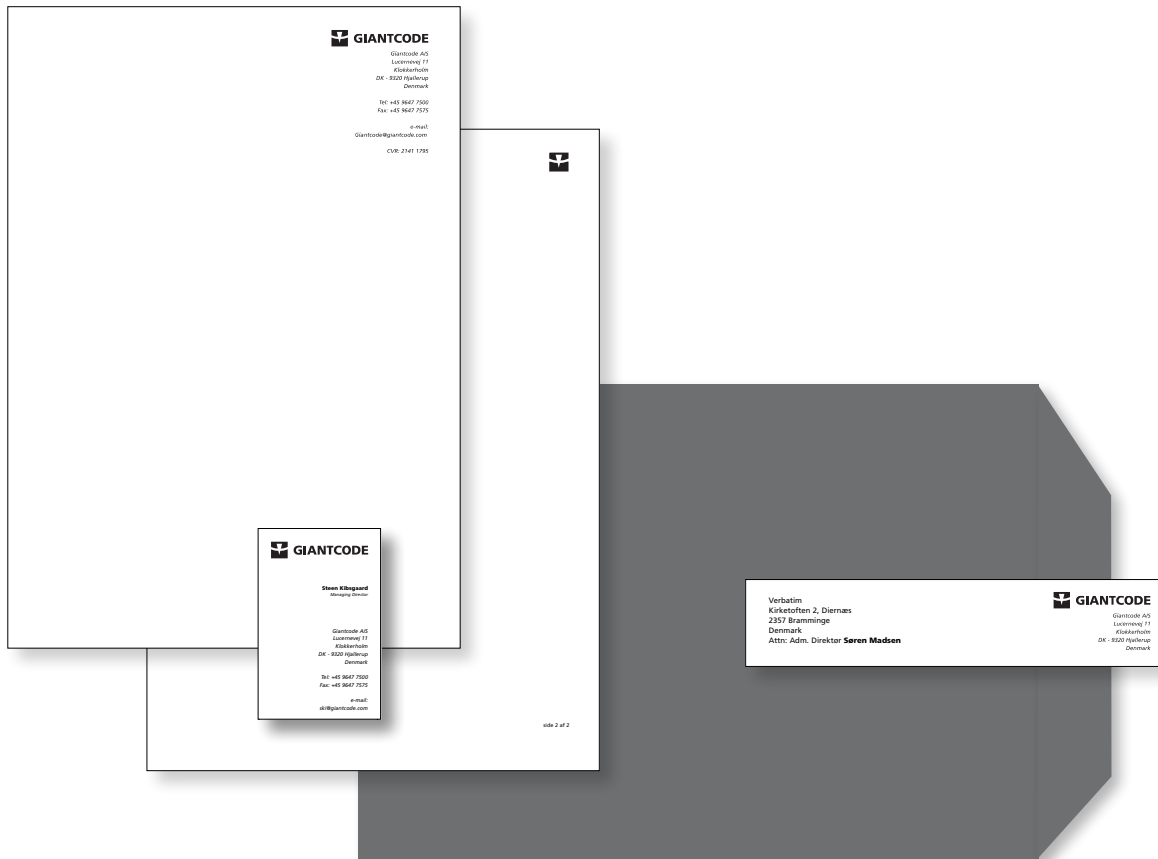 GIANTCODE
Giantcode A/S
Lucernevej 11
Klokkerholm
DK - 9320 Hjallerup
Denmark
Tel: +45 9647 7500
Fax: +45 9647 7575
e-mail:
Giantcode@giantcode.com
CVR: 2141 1795
GIANTCODE
Steen Kibsgaard
Managing Director
Giantcode A/S
Lucernevej 11
Klokkerholm
DK - 9320 Hjallerup
Denmark
Tel: +45 9647 7500
Fax: +45 9647 7575
e-mail:
ski@giantcode.com
side 2 af 2
Verbatim
Kirketoften 2, Diernæs
2357 Bramminge
Denmark
Attn: Adm. Direktør Søren Madsen
GIANTCODE
Giantcode A/S
Lucernevej 11
Klokkerholm
DK - 9320 Hjallerup
Denmark